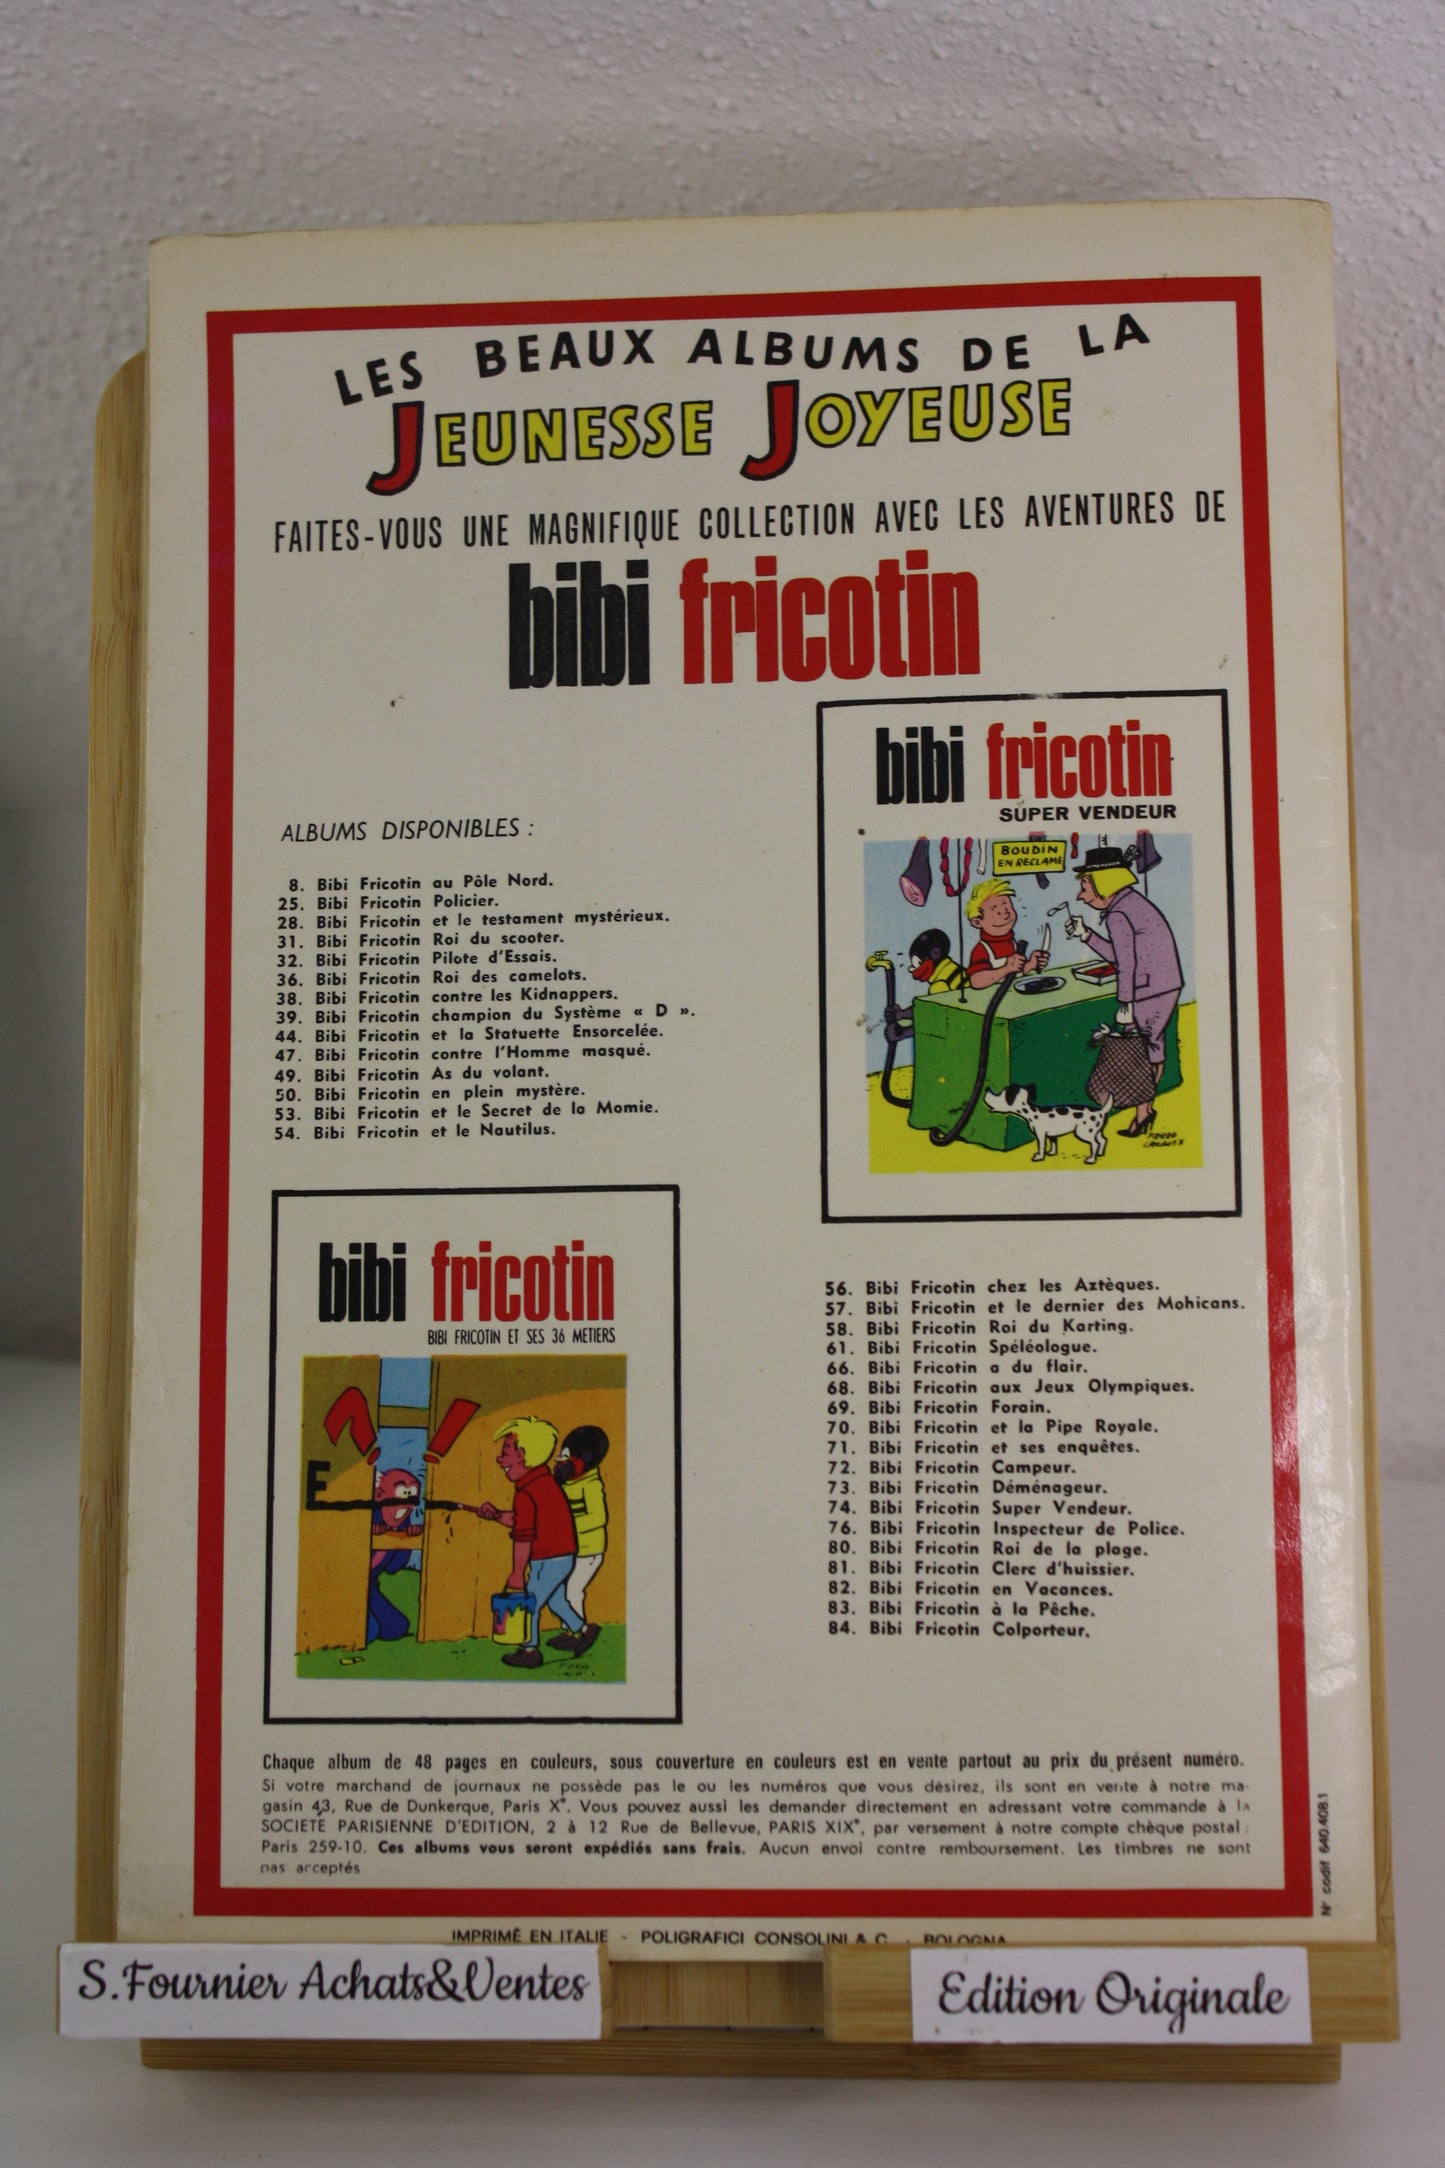 LES BEAUX ALBUMS DE LA
JEUNESSE JOYEUSE
FAITES-VOUS UNE MAGNIFIQUE COLLECTION AVEC LES AVENTURES DE
bibi fricotin
bibi fricotin
SUPER VENDEUR
BOUDIN
EN RECLAME
ALBUMS DISPONIBLES :
8. Bibi Fricotin au Pôle Nord.
25. Bibi Fricotin Policier.
28. Bibi Fricotin et le testament mystérieux.
31. Bibi Fricotin Roi du scooter.
32. Bibi Fricotin Pilote d'Essais.
36. Bibi Fricotin Roi des camelots.
38. Bibi Fricotin contre les Kidnappers.
39. Bibi Fricotin champion du Système « D ».
44. Bibi Fricotin et la Statuette Ensorcelée.
47. Bibi Fricotin contre l'Homme masqué.
49. Bibi Fricotin As du volant.
50. Bibi Fricotin en plein mystère.
53. Bibi Fricotin et le Secret de la Momie.
54. Bibi Fricotin et le Nautilus.
bibi fricotin
BIBI FRICOTIN ET SES 36 METIERS
E
56. Bibi Fricotin chez les Aztèques.
57. Bibi Fricotin et le dernier des Mohicans.
58. Bibi Fricotin Roi du Karting.
61. Bibi Fricotin Spéléologue.
66. Bibi Fricotin a du flair.
68. Bibi Fricotin aux Jeux Olympiques.
69. Bibi Fricotin Forain.
70. Bibi Fricotin et la Pipe Royale.
71. Bibi Fricotin et ses enquêtes.
72. Bibi Fricotin Campeur.
73. Bibi Fricotin Déménageur.
74. Bibi Fricotin Super Vendeur.
76. Bibi Fricotin Inspecteur de Police.
80. Bibi Fricotin Roi de la plage.
81. Bibi Fricotin Clerc d'huissier.
82. Bibi Fricotin en Vacances.
83. Bibi Fricotin à la Pêche.
84. Bibi Fricotin Colporteur.
Chaque album de 48 pages en couleurs, sous couverture en couleurs est en vente partout au prix du présent numéro.
Si votre marchand de journaux ne possède pas le ou les numéros que vous désirez, ils sont en vente à notre ma-
gasin 43, Rue de Dunkerque, Paris Xe. Vous pouvez aussi les demander directement en adressant votre commande à la
SOCIETE PARISIENNE D'EDITION, 2 à 12 Rue de Bellevue, PARIS XIXe, par versement à notre compte chèque postal :
Paris 259-10. Ces albums vous seront expédiés sans frais. Aucun envoi contre remboursement. Les timbres ne sont
pas acceptés
N° codif 640.408.1
IMPRIMÉ EN ITALIE - POLIGRAFICI CONSOLINI & C. - BOLOGNA
S.Fournier Achats&Ventes
Edition Originale